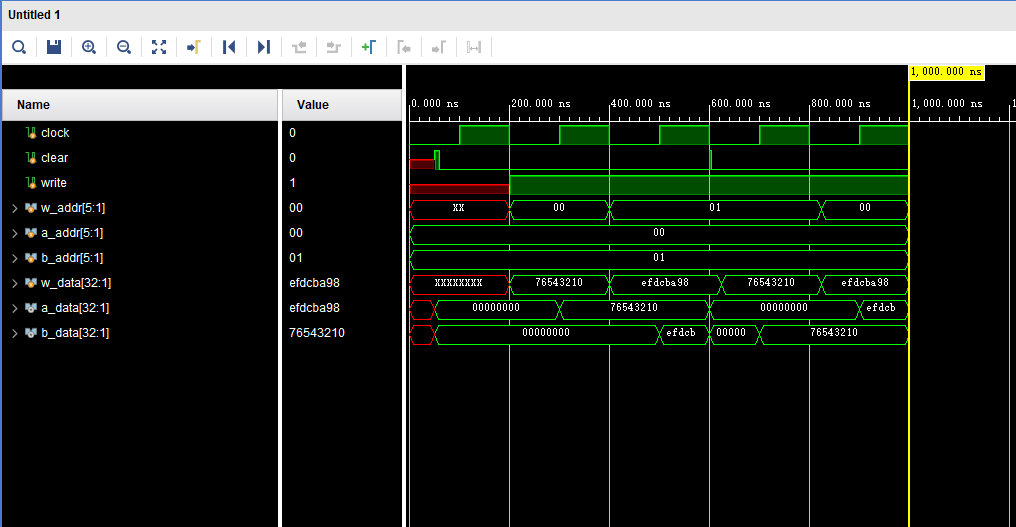 Untitled 1
1,000.000 ns
Name Value 0.000 ns 200.000 ns 400.000 ns 600.000 ns 800.000 ns 1,000.000 ns 1
clock 0
clear 0
write 1
w_addr[5:1] 00 XX 00 01 00
a_addr[5:1] 00 00
b_addr[5:1] 01 01
w_data[32:1] efdcba98 XXXXXXXX 76543210 efdcba98 76543210 efdcba98
a_data[32:1] efdcba98 00000000 76543210 00000000 efdcb
b_data[32:1] 76543210 00000000 efdcb 00000 76543210